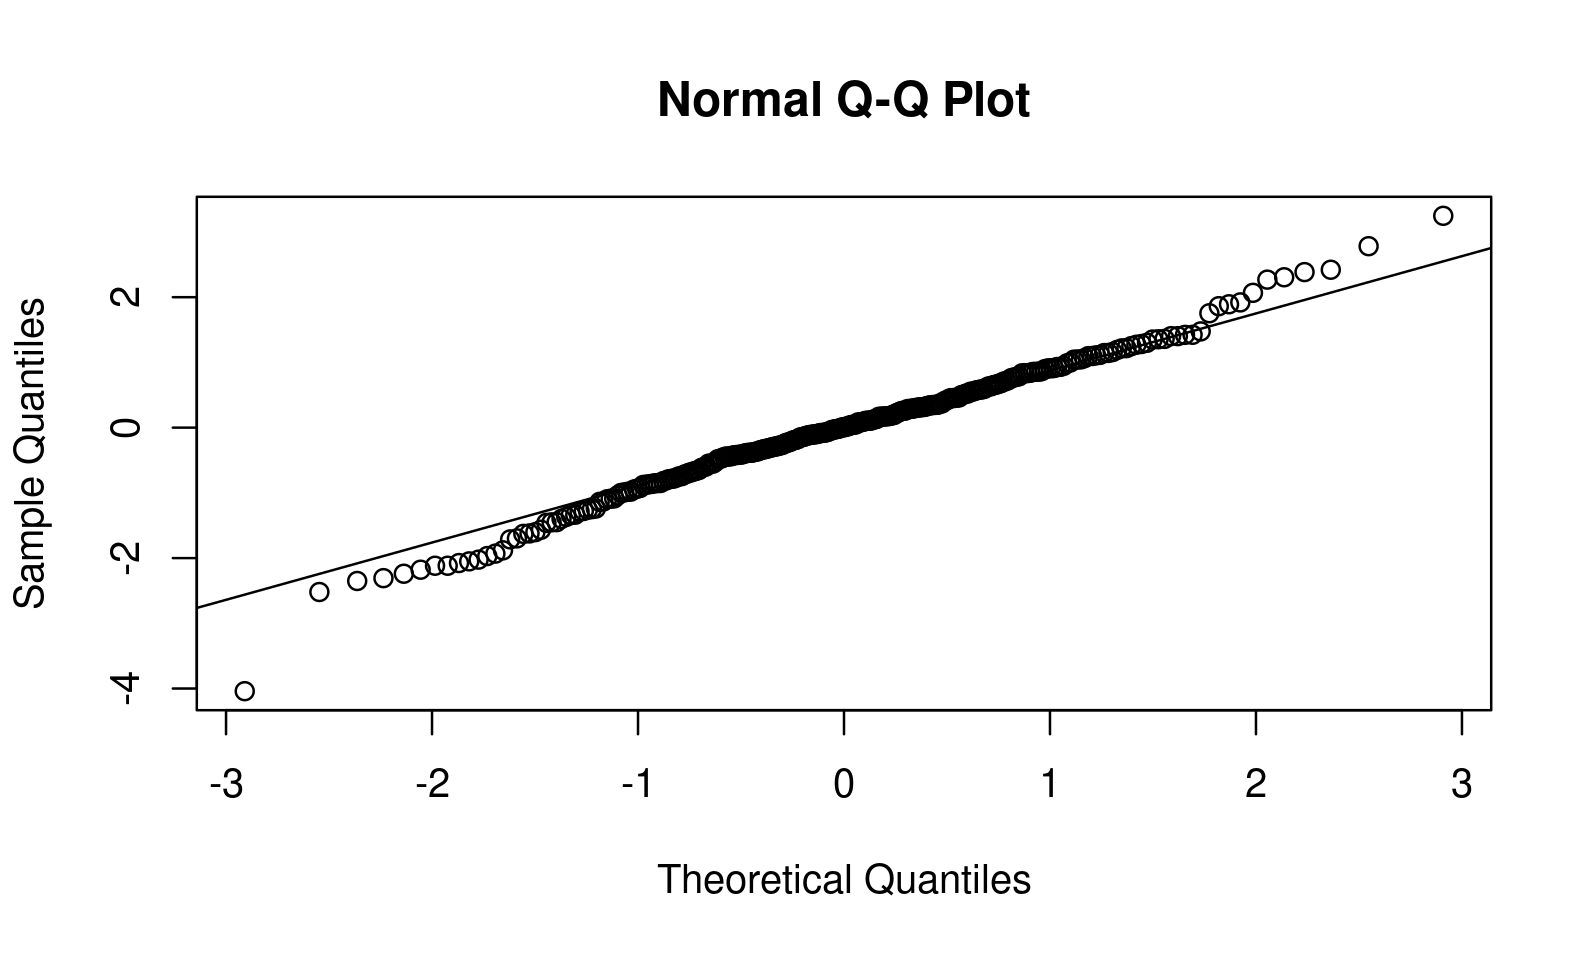 Normal Q-Q Plot
Sample Quantiles
2
0
-2
-4
-3 -2 -1 0 1 2 3
Theoretical Quantiles